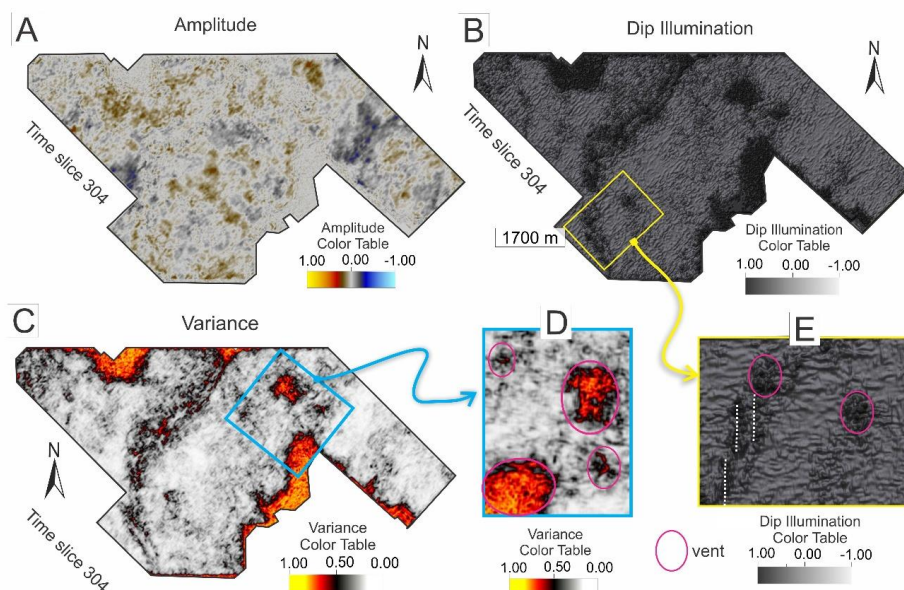 A
Amplitude
N
Time slice 304
Amplitude
Color Table
1.00 0.00 -1.00
B
Dip Illumination
N
1700 m
Dip Illumination
Color Table
1.00 0.00 -1.00
C
Variance
N
Time slice 304
Variance
Color Table
1.00 0.50 0.00
D
Variance
Color Table
1.00 0.50 0.00
E
vent
Dip Illumination
Color Table
1.00 0.00 -1.00